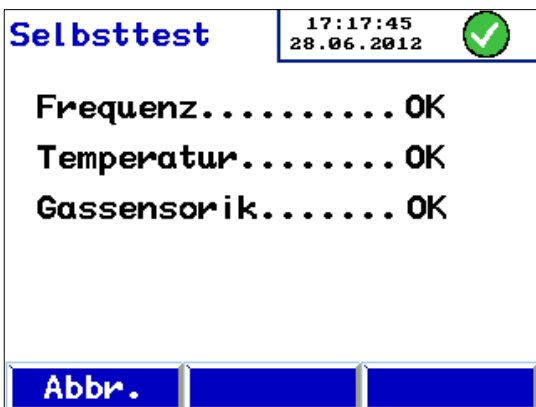 Selbsttest
17:17:45
28.06.2012
Frequenz..........OK
Temperatur........OK
Gassensorik.......OK
Abbr.